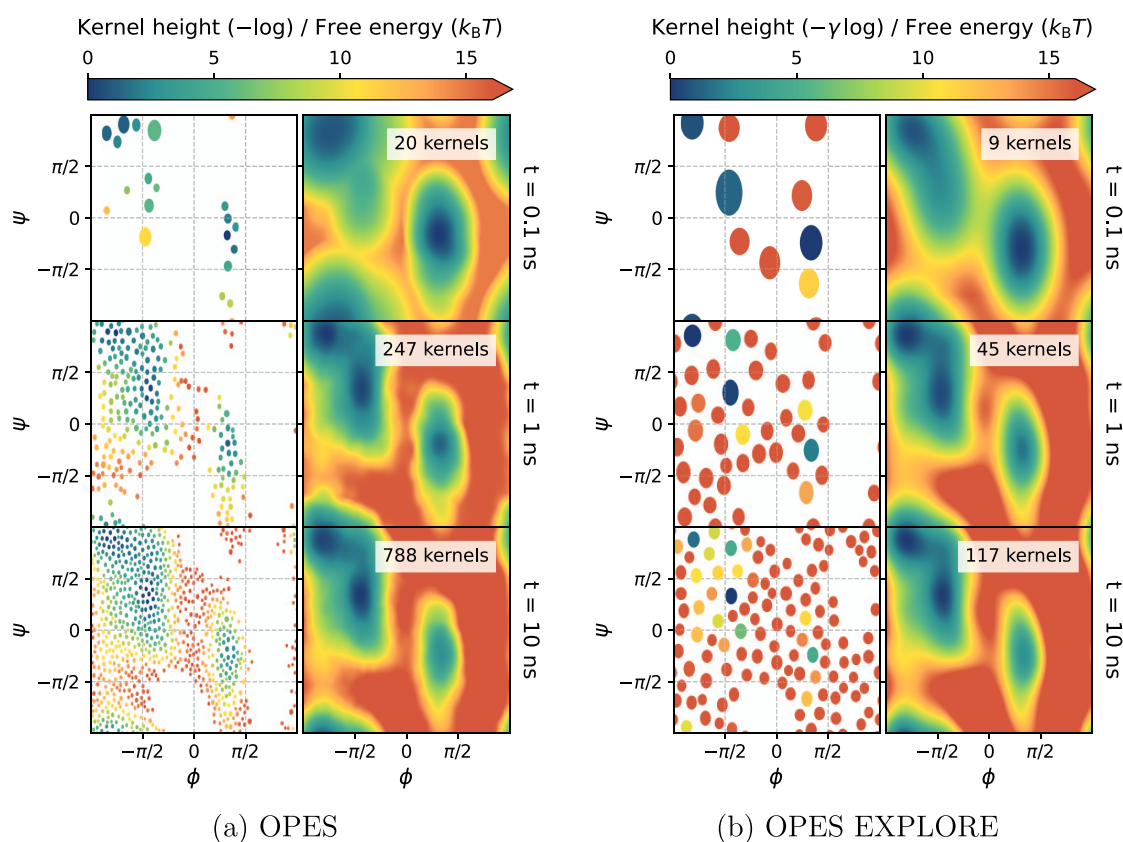 Kernel height (−log) / Free energy (k_BT)
0 5 10 15
20 kernels
π/2
0
−π/2
ψ
t = 0.1 ns
247 kernels
π/2
0
−π/2
ψ
t = 1 ns
788 kernels
π/2
0
−π/2
ψ
t = 10 ns
−π/2 0 π/2 −π/2 0 π/2
ϕ ϕ
(a) OPES
Kernel height (−γ log) / Free energy (k_BT)
0 5 10 15
9 kernels
π/2
0
−π/2
ψ
t = 0.1 ns
45 kernels
π/2
0
−π/2
ψ
t = 1 ns
117 kernels
π/2
0
−π/2
ψ
t = 10 ns
−π/2 0 π/2 −π/2 0 π/2
ϕ ϕ
(b) OPES EXPLORE